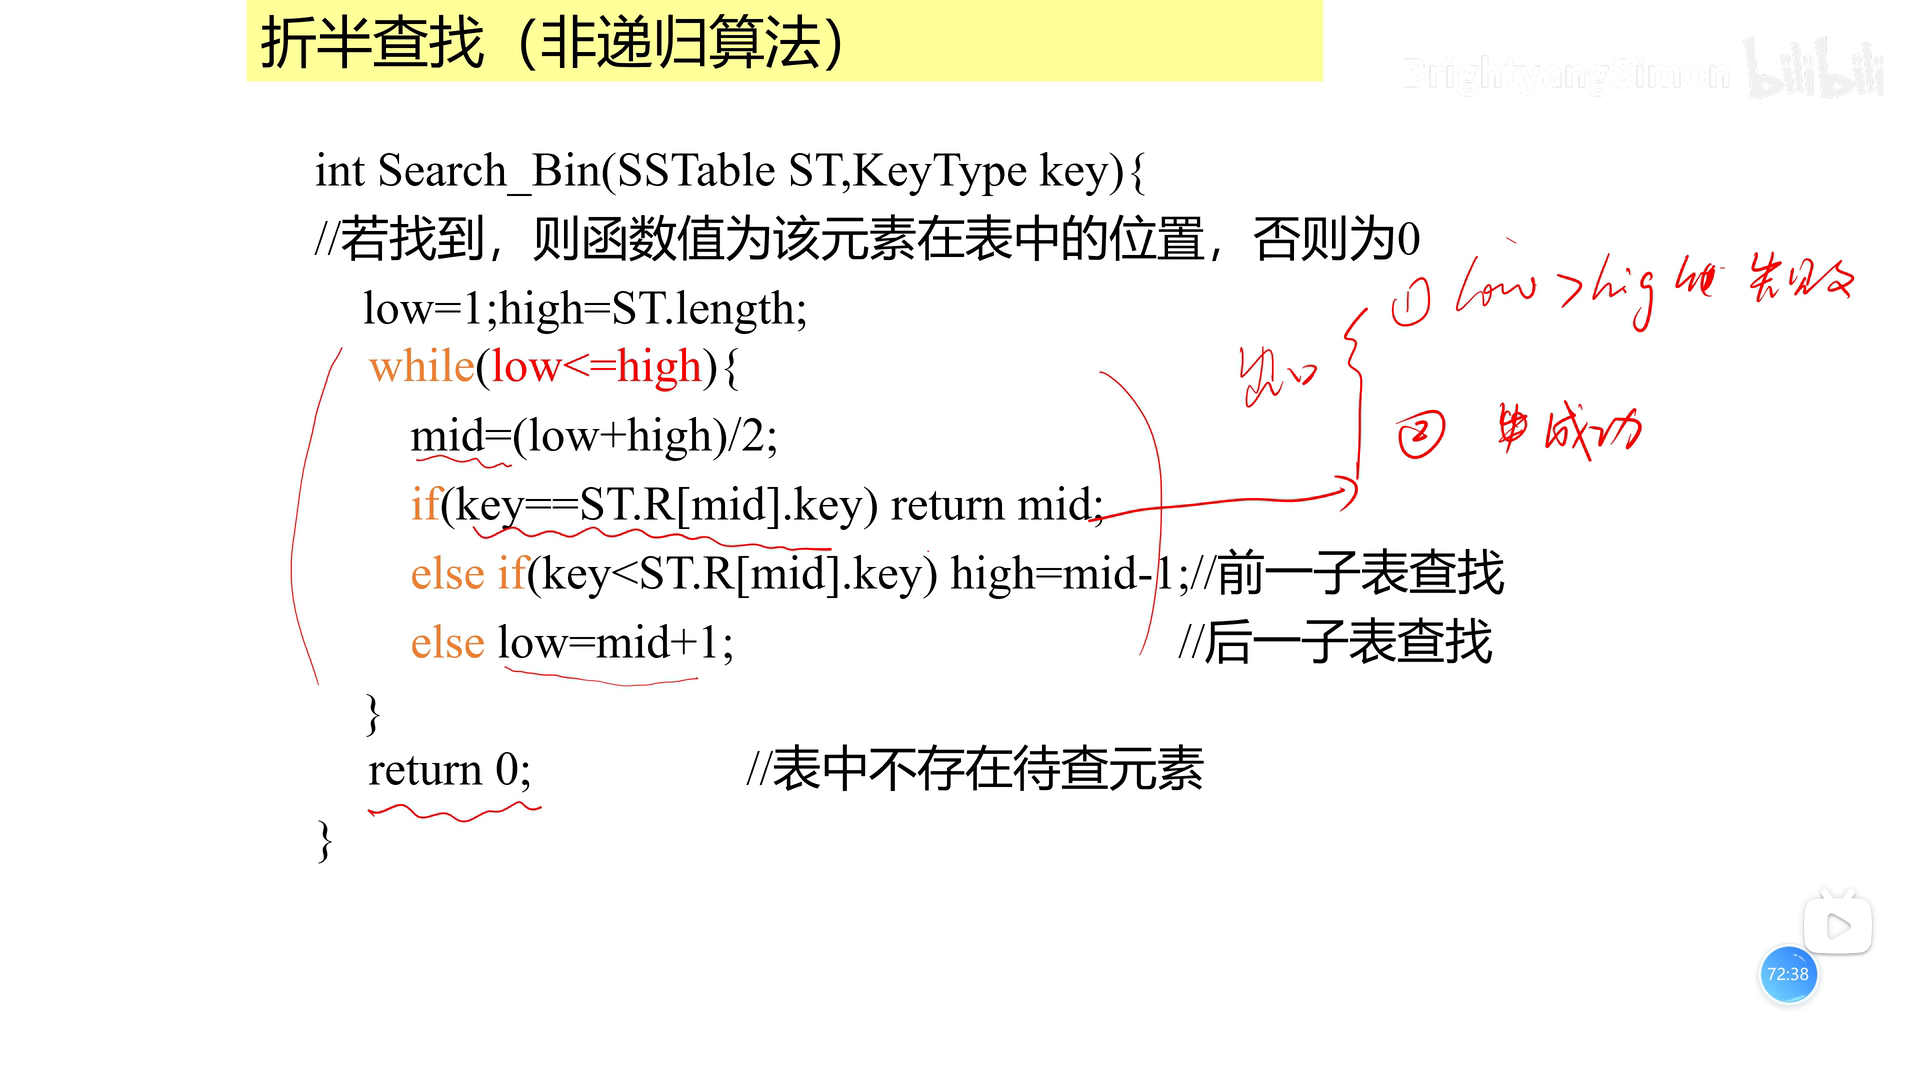 折半查找（非递归算法）
BrightyangSimon bilibili
int Search_Bin(SSTable ST,KeyType key){
//若找到，则函数值为该元素在表中的位置，否则为0
low=1;high=ST.length;
① low>high 失败
while(low<=high){
出口
mid=(low+high)/2;
② 成功
if(key==ST.R[mid].key) return mid;
else if(key<ST.R[mid].key) high=mid-1;//前一子表查找
else low=mid+1; //后一子表查找
}
return 0; //表中不存在待查元素
}
72:38